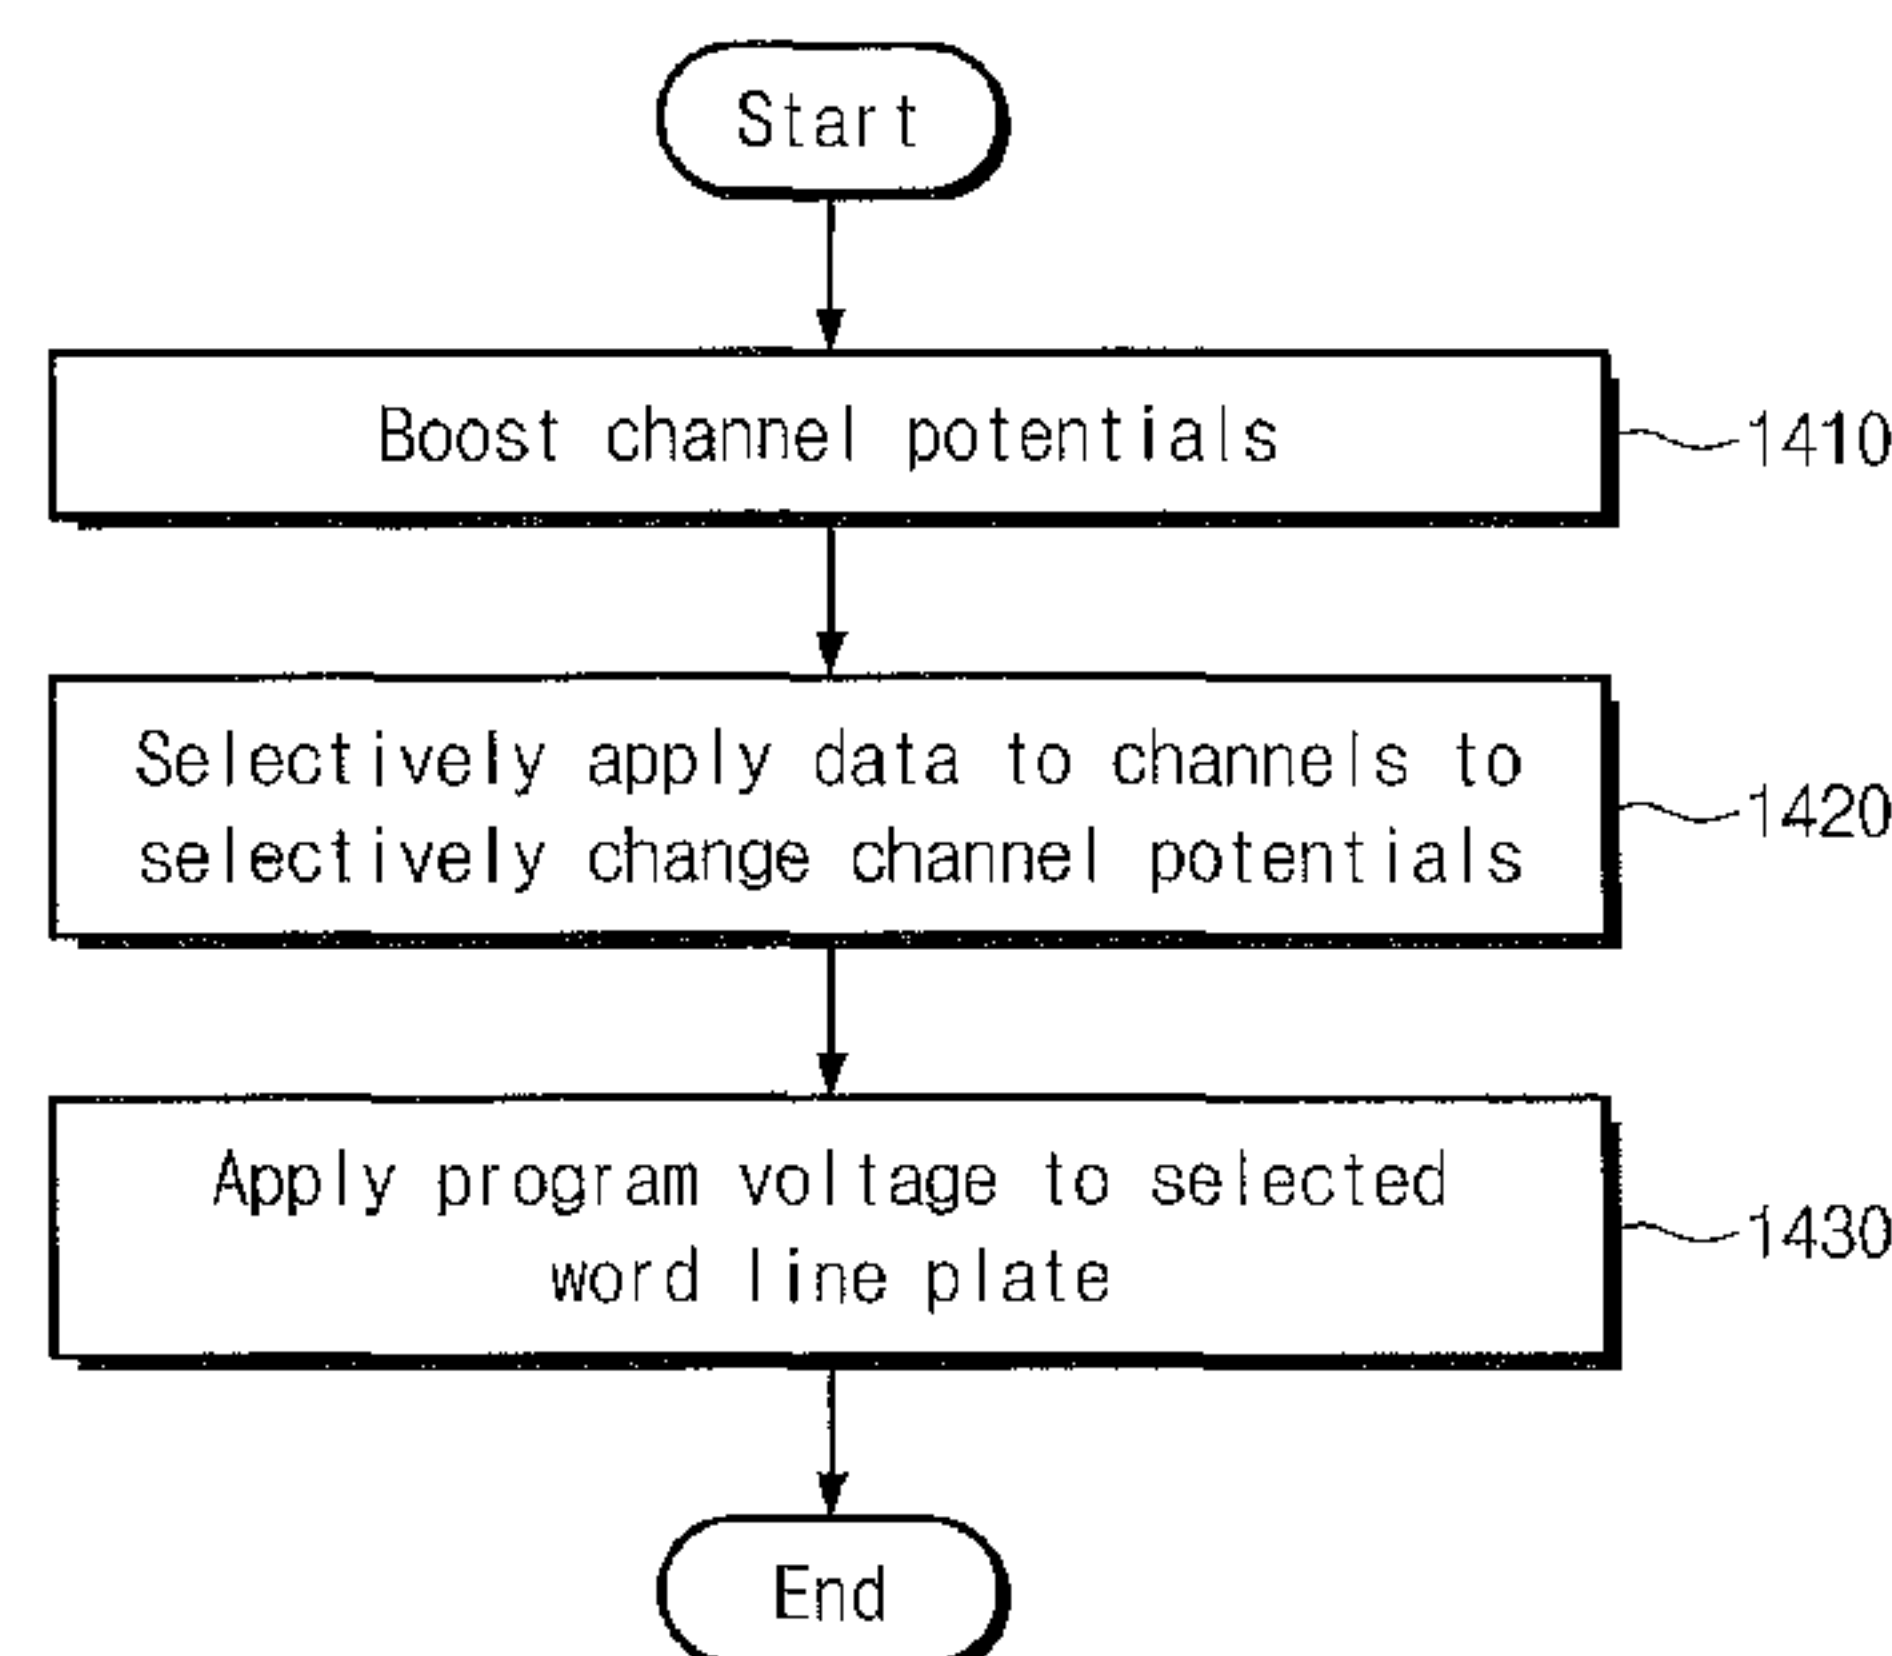 Start
Boost channel potentials
1410
Selectively apply data to channels to
selectively change channel potentials
1420
Apply program voltage to selected
word line plate
1430
End